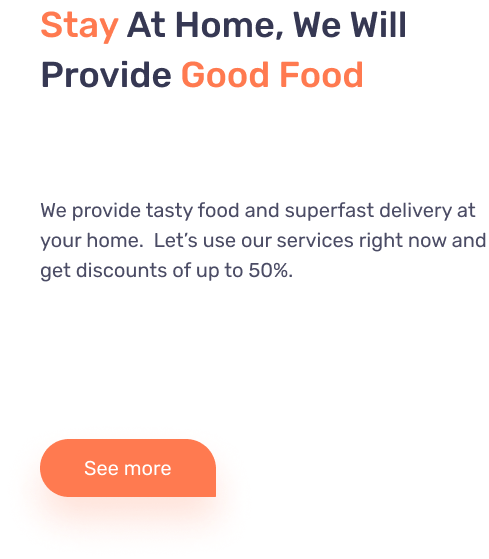 Stay At Home, We Will
Provide Good Food
We provide tasty food and superfast delivery at
your home.  Let’s use our services right now and
get discounts of up to 50%.
See more